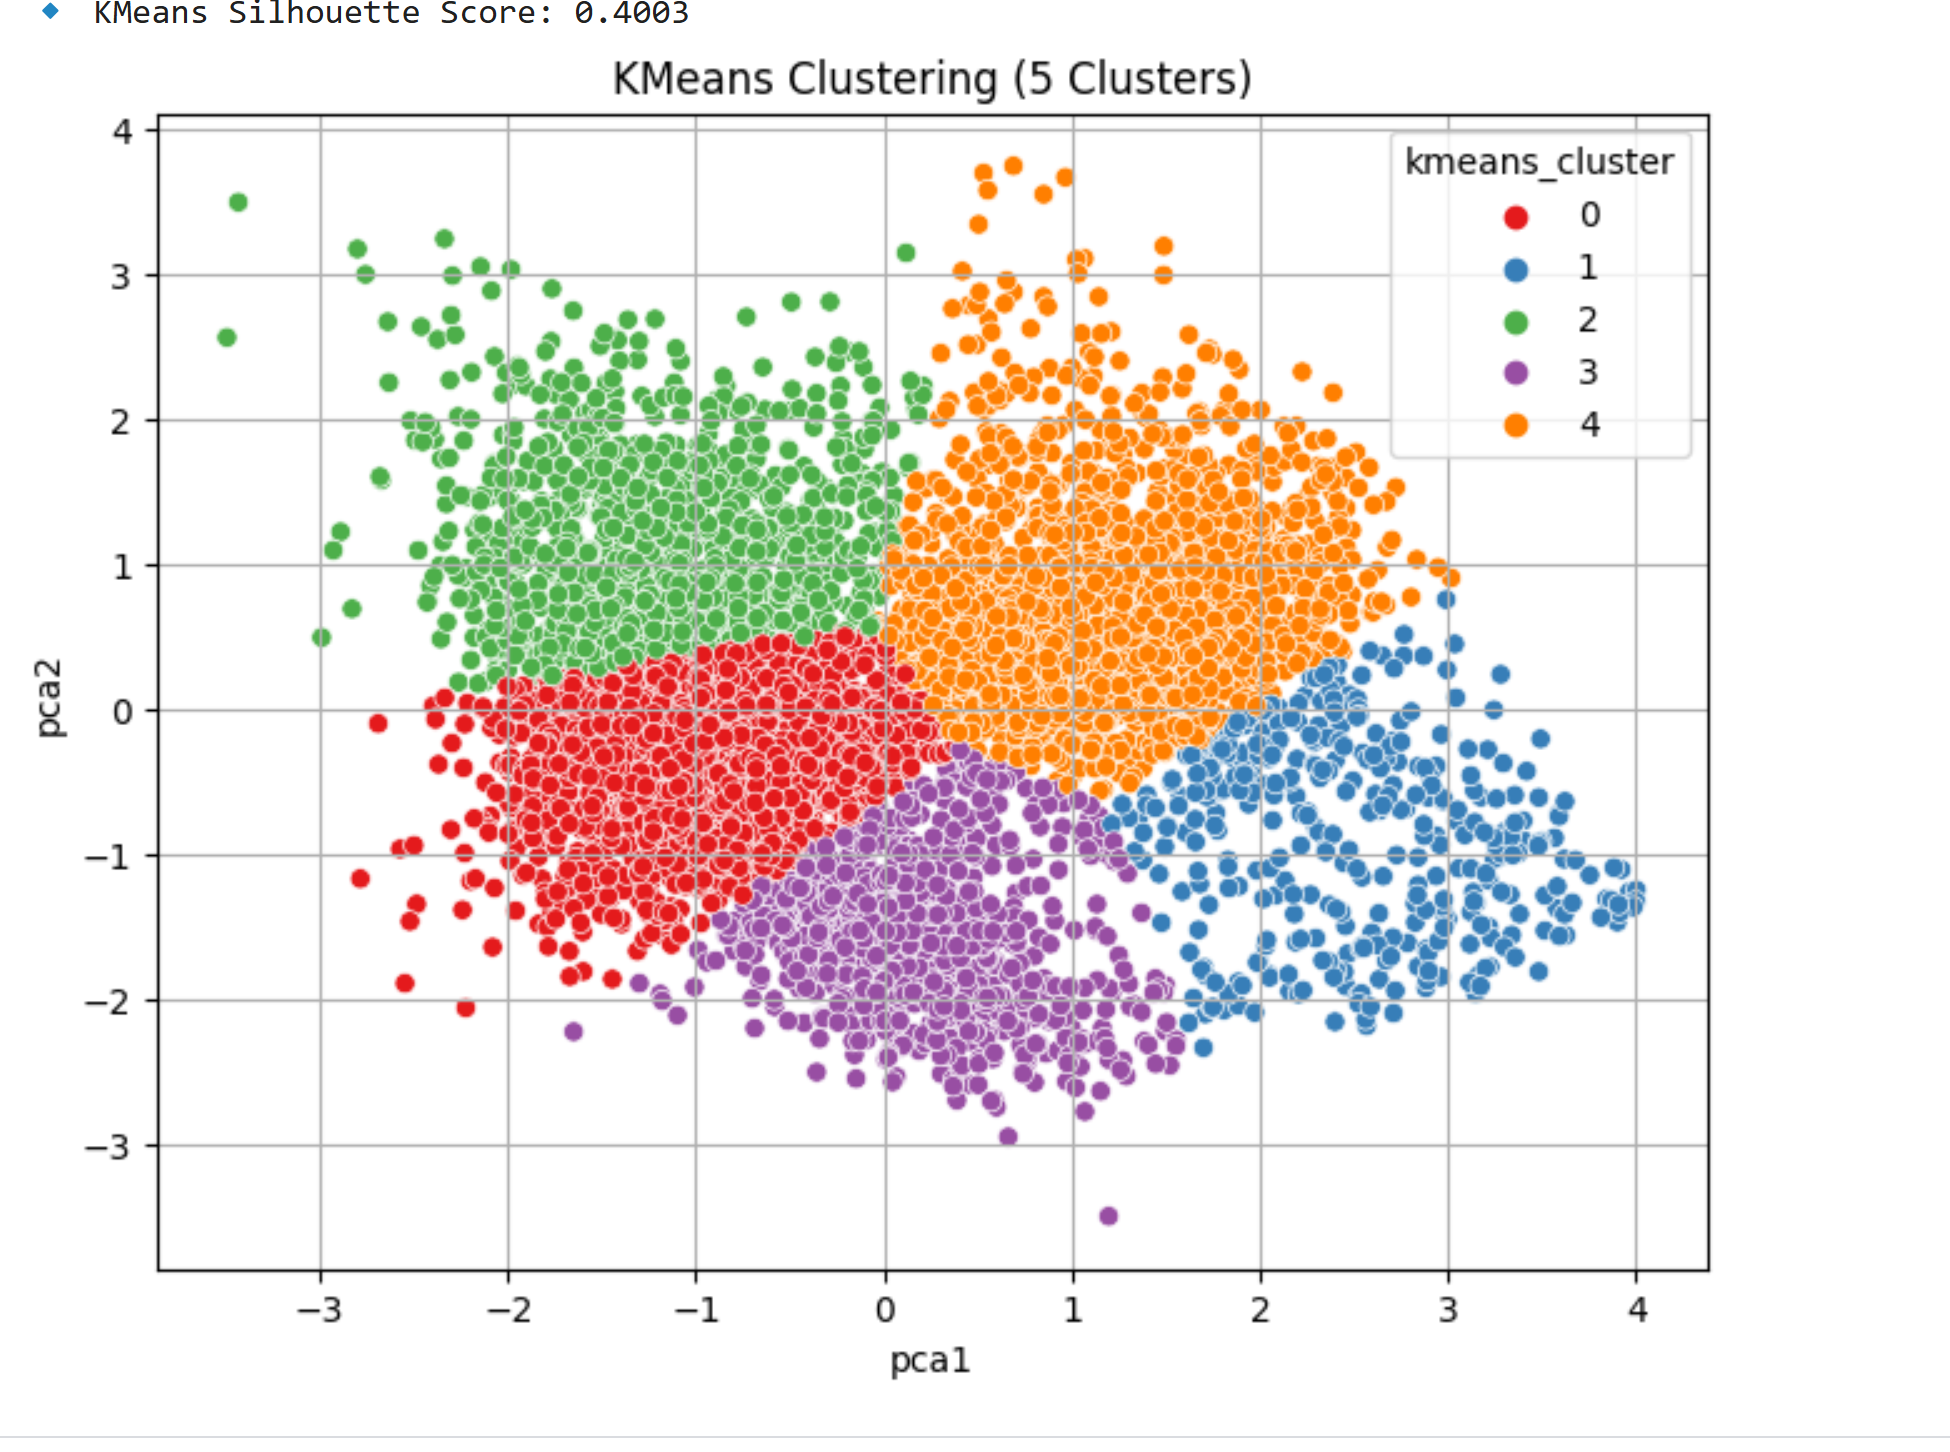 KMeans Silhouette Score: 0.4003
KMeans Clustering (5 Clusters)
kmeans_cluster
0
1
2
3
4
4
3
2
1
0
−1
−2
−3
pca2
−3 −2 −1 0 1 2 3 4
pca1